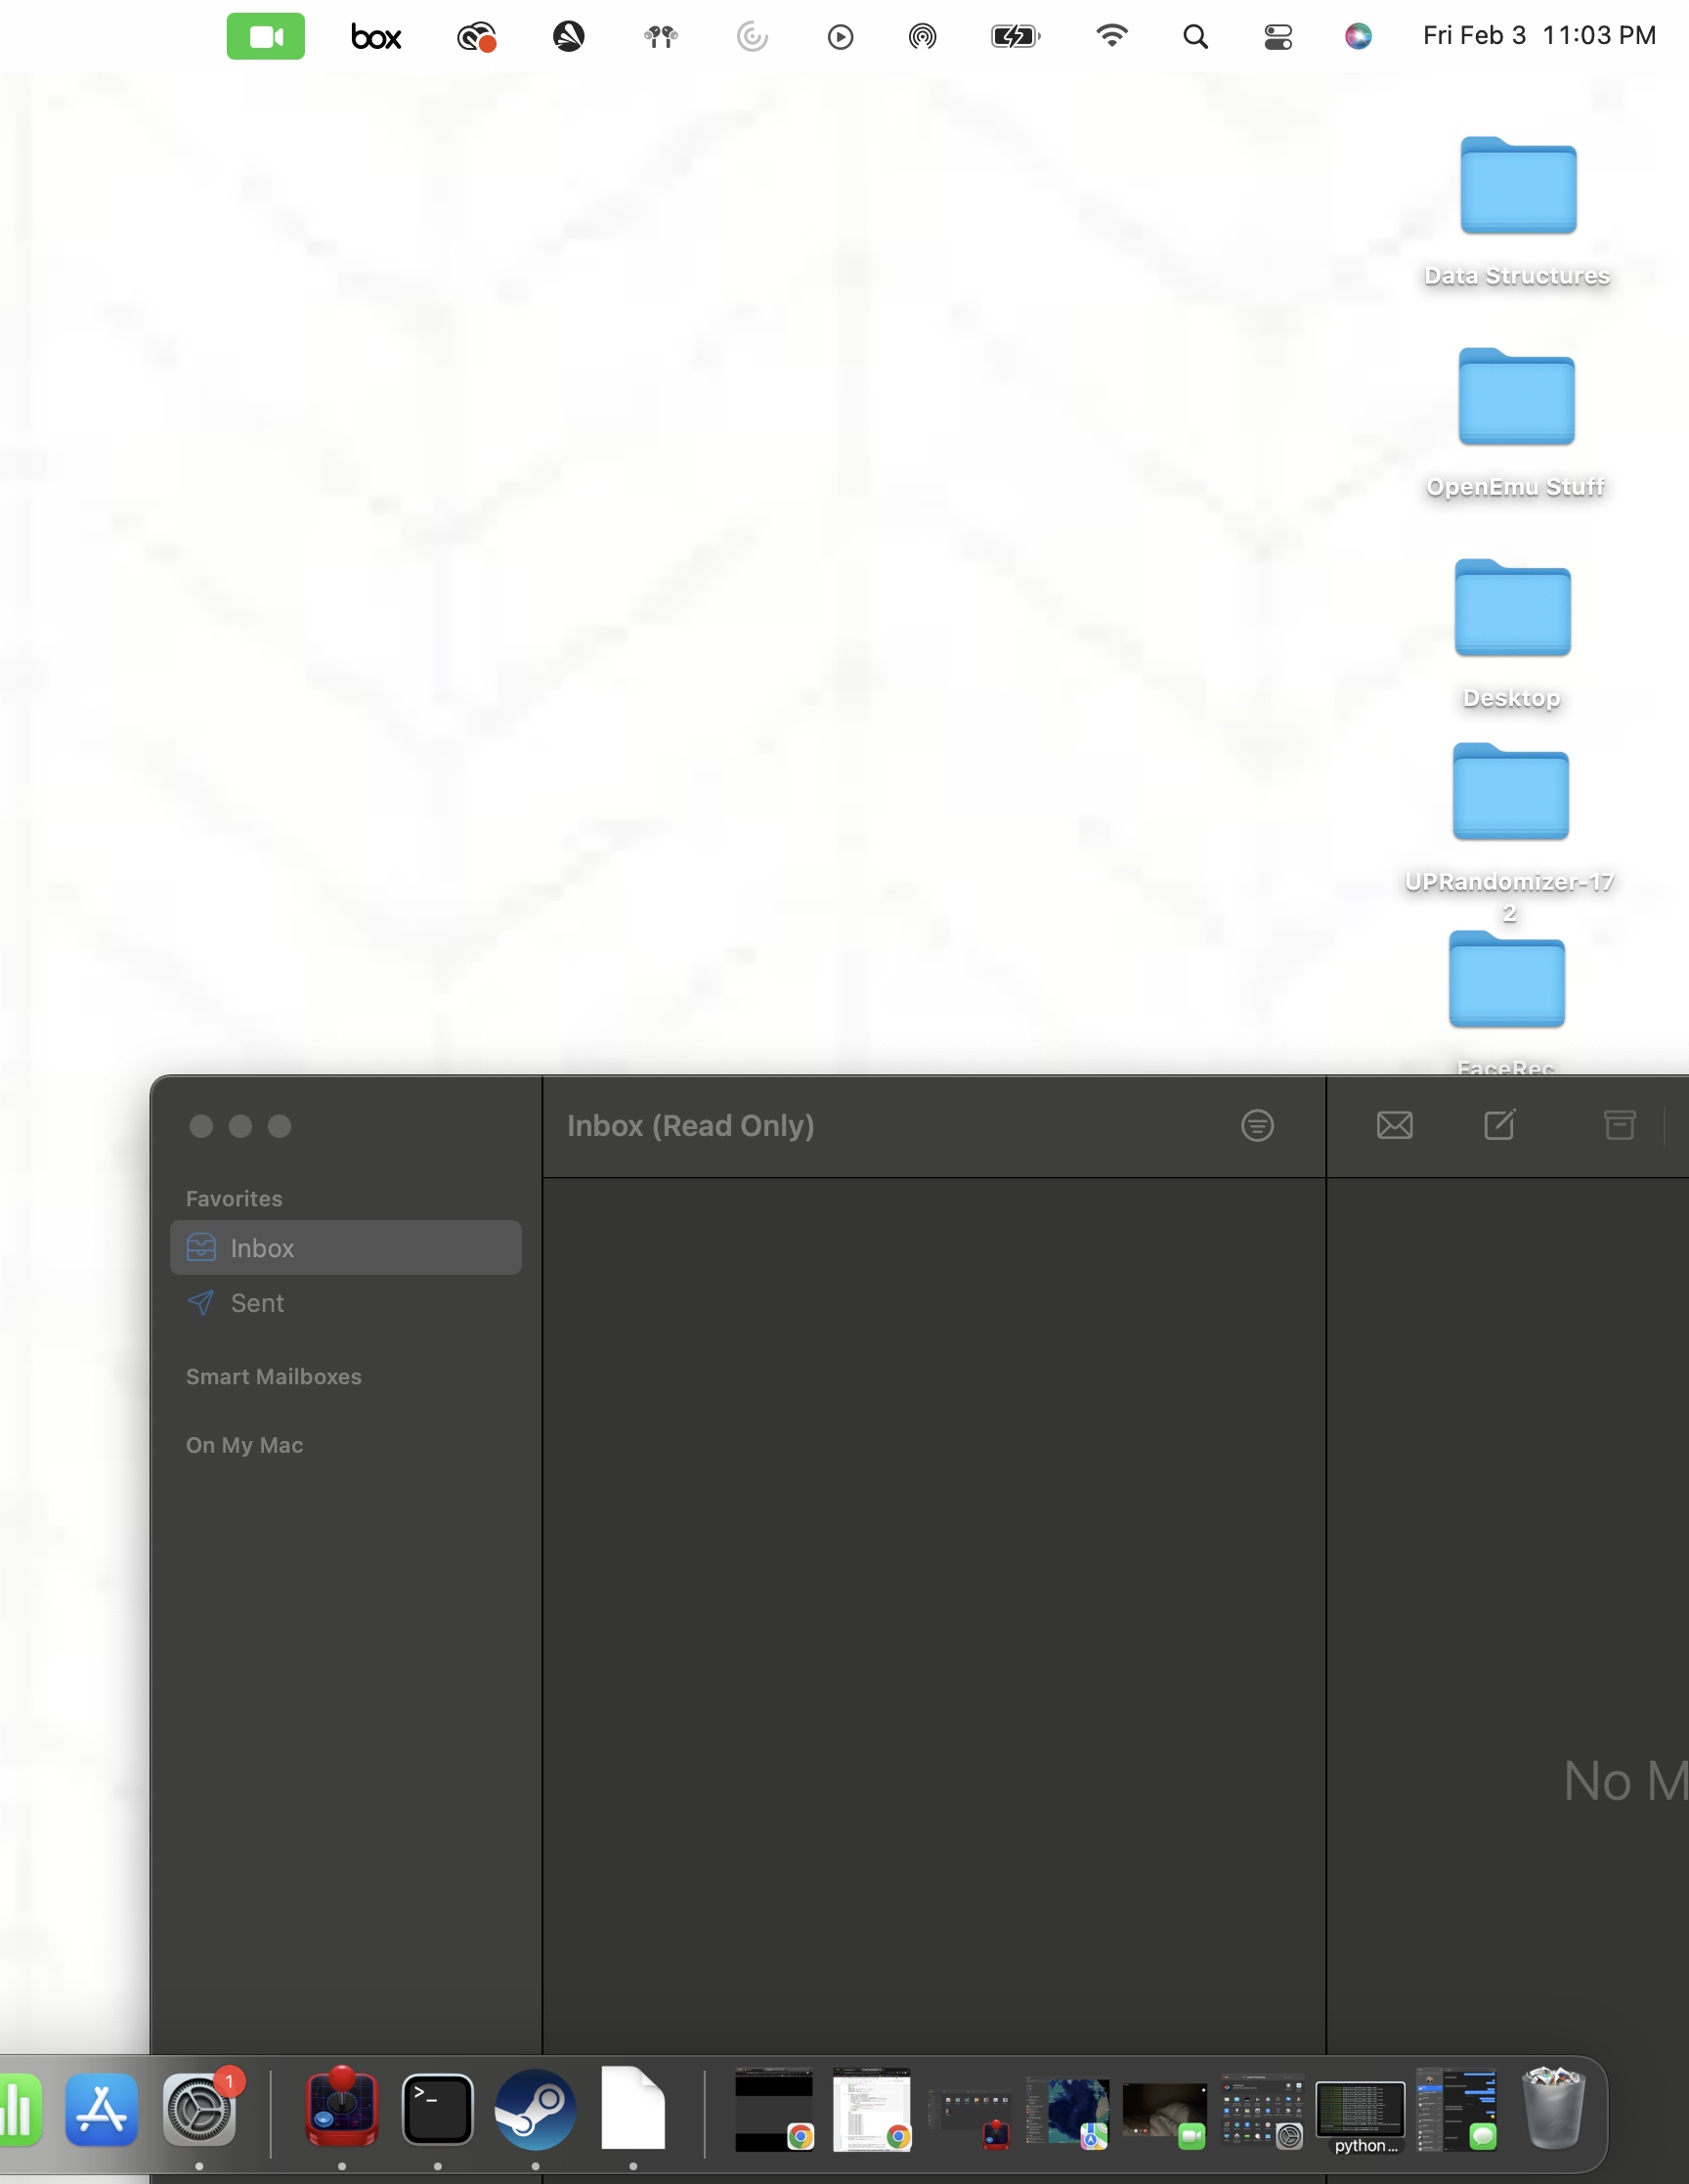 box
Fri Feb 3 11:03 PM
Data Structures
OpenEmu Stuff
Desktop
UPRandomizer-17
2
FaceRec
Inbox (Read Only)
Favorites
Inbox
Sent
Smart Mailboxes
On My Mac
No M
1
>_
python...